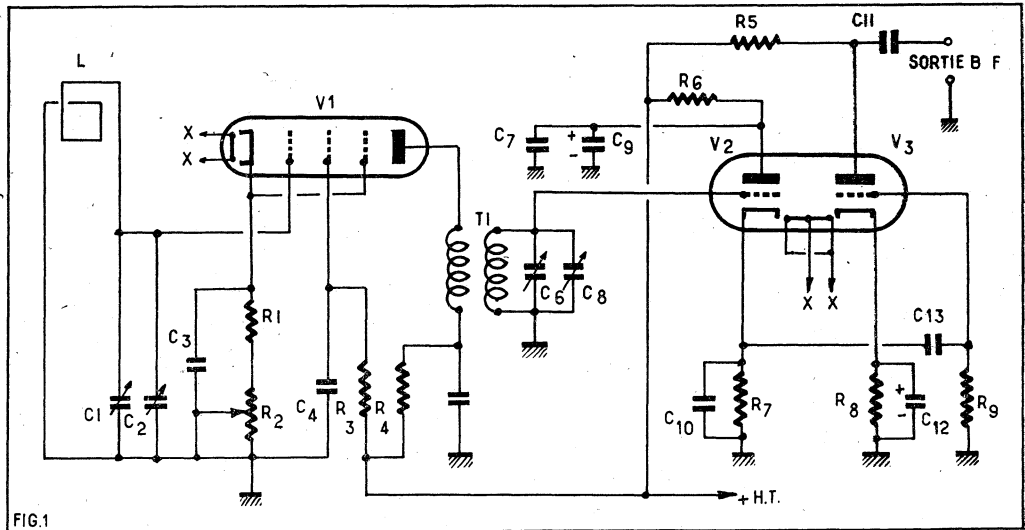 L
V1
X
X
R5
C11
SORTIE B F
R6
C7
+
-
C9
V2
V3
T1
C6
C8
X X
C3
R1
C1
C2
R2
C4
R3
R4
C13
C10
R7
R8
+
-
C12
R9
+ H.T.
FIG.1